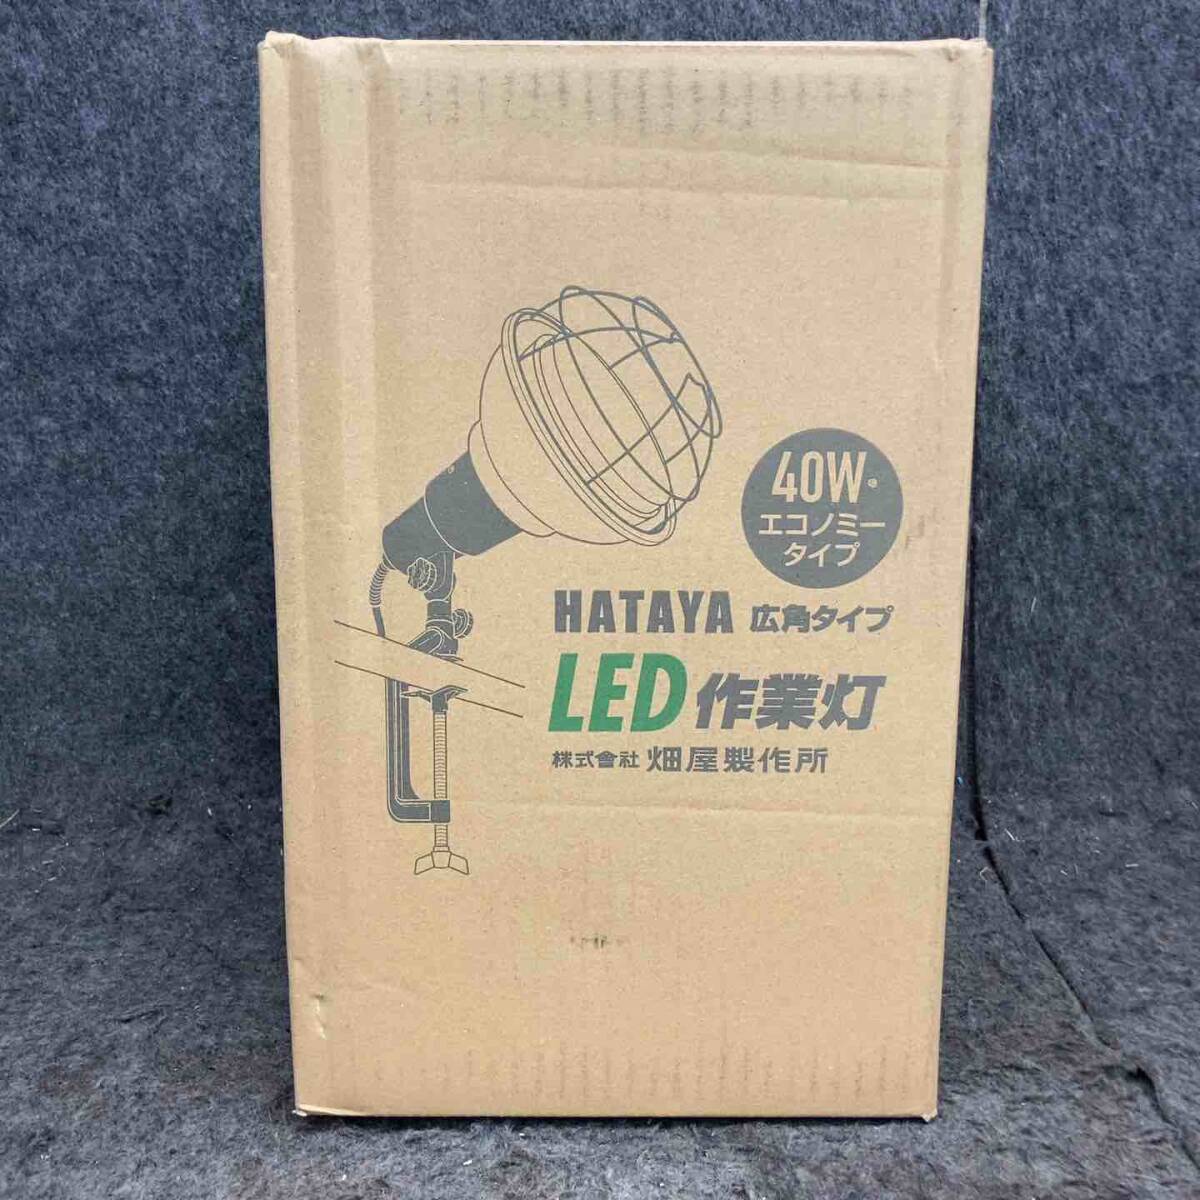 40W・
エコノミー
タイプ
HATAYA 広角タイプ
LED 作業灯
株式會社 畑屋製作所